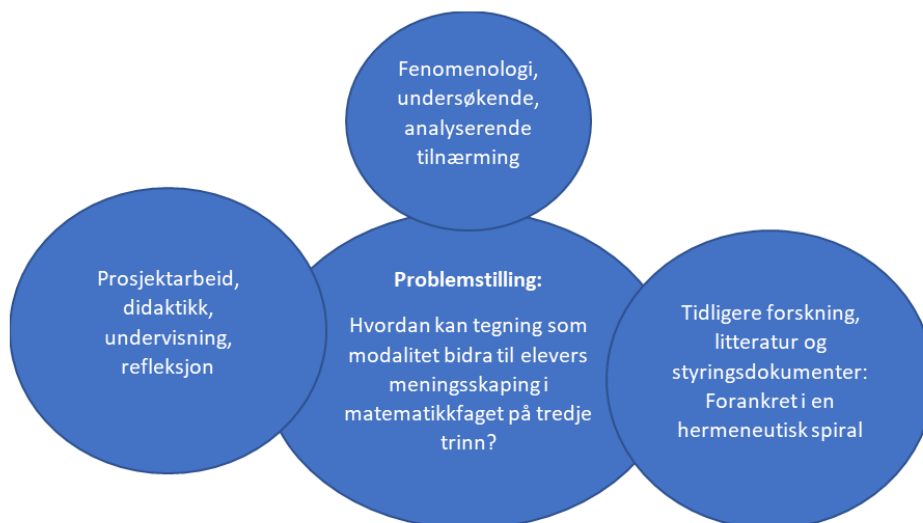 Fenomenologi,
undersøkende,
analyserende
tilnærming
Prosjektarbeid,
didaktikk,
undervisning,
refleksjon
Problemstilling:
Hvordan kan tegning som
modalitet bidra til elevers
meningsskaping i
matematikkfaget på tredje
trinn?
Tidligere forskning,
litteratur og
styringsdokumenter:
Forankret i en
hermeneutisk spiral